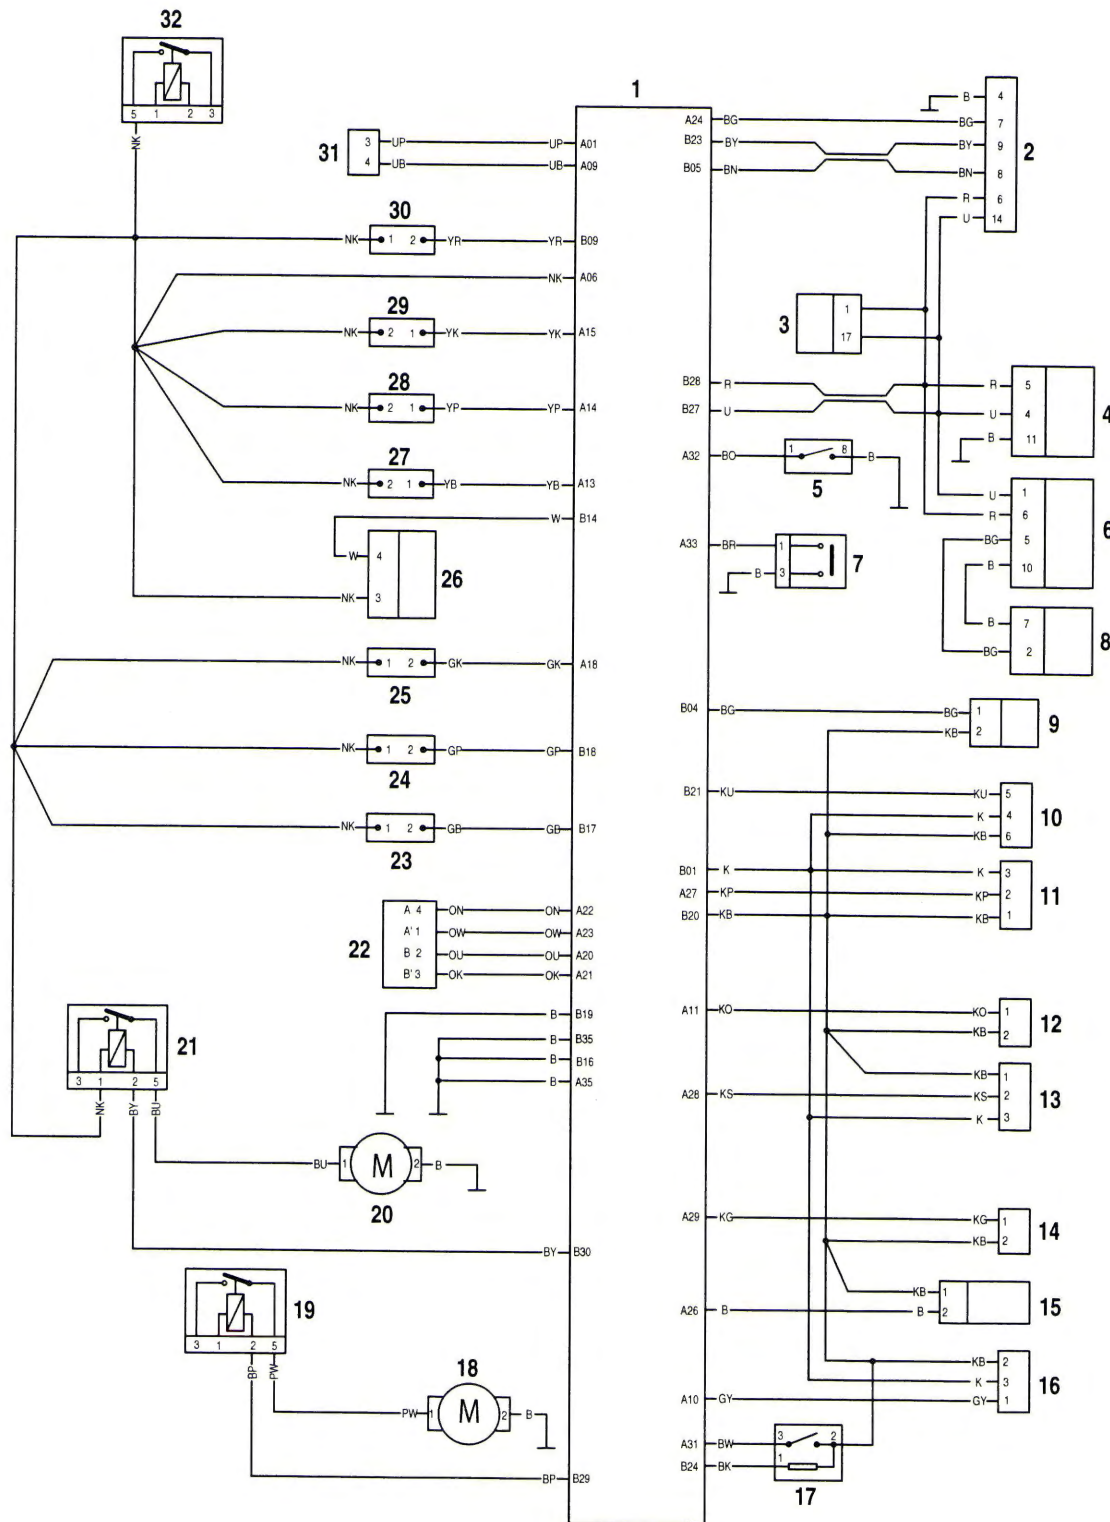 32
5 1 2 3
NK
1
31
3 UP UP A01
4 UB UB A09
30
NK 1 2 YR YR B09
NK A06
29
NK 2 1 YK YK A15
28
NK 2 1 YP YP A14
27
NK 2 1 YB YB A13
W B14
W 4
26
NK 3
NK 1 2 GK GK A18
25
NK 1 2 GP GP B18
24
NK 1 2 GB GB B17
23
22
A 4 ON ON A22
A' 1 OW OW A23
B 2 OU OU A20
B' 3 OK OK A21
B B19
B B35
B B16
B A35
21
3 1 2 5
NK BY BU
BU 1 M 2 B
20
BY B30
19
3 1 2 5
BP PW
18
PW 1 M 2 B
BP B29
B 4
A24 BG BG 7
B23 BY BY 9
2
B05 BN BN 8
R 6
U 14
3
1
17
B28 R R 5
B27 U U 4
4
B 11
A32 BO 1 8 B
5
U 1
R 6
6
BG 5
B 10
A33 BR 1
7
B 3
B 7
8
BG 2
B04 BG BG 1
9
KB 2
B21 KU KU 5
K 4
10
KB 6
B01 K K 3
A27 KP KP 2
11
B20 KB KB 1
A11 KO KO 1
12
KB 2
KB 1
A28 KS KS 2
13
K 3
A29 KG KG 1
14
KB 2
KB 1
15
A26 B B 2
KB 2
K 3
16
A10 GY GY 1
A31 BW 3 2
B24 BK 1
17